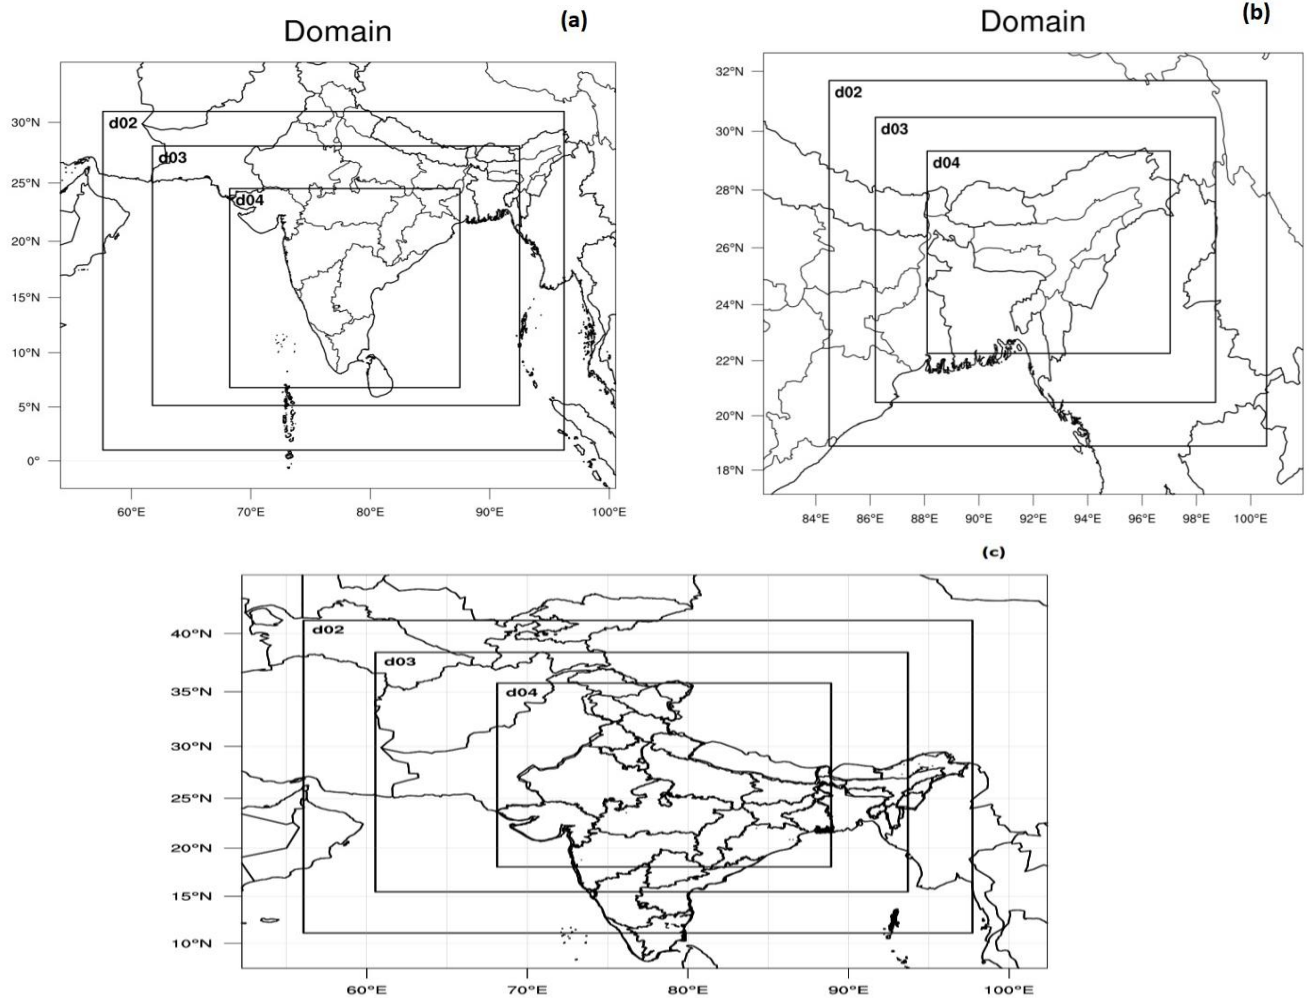 Domain
(a)
d02
d03
d04
30°N
25°N
20°N
15°N
10°N
5°N
0°
60°E
70°E
80°E
90°E
100°E
Domain
(b)
d02
d03
d04
32°N
30°N
28°N
26°N
24°N
22°N
20°N
18°N
84°E
86°E
88°E
90°E
92°E
94°E
96°E
98°E
100°E
(c)
d02
d03
d04
40°N
35°N
30°N
25°N
20°N
15°N
10°N
60°E
70°E
80°E
90°E
100°E